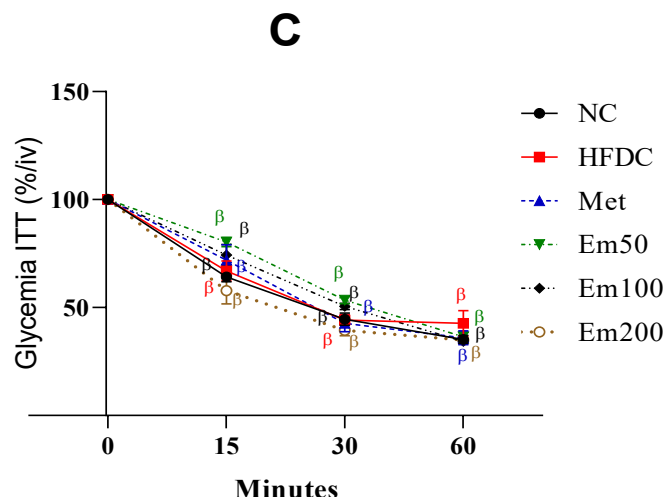 C
Glycemia ITT (%/iv)
150
100
50
β β
β β
β β
β
β β
β β
β β
β
β β
β β
0 15 30 60
Minutes
NC
HFDC
Met
Em50
Em100
Em200